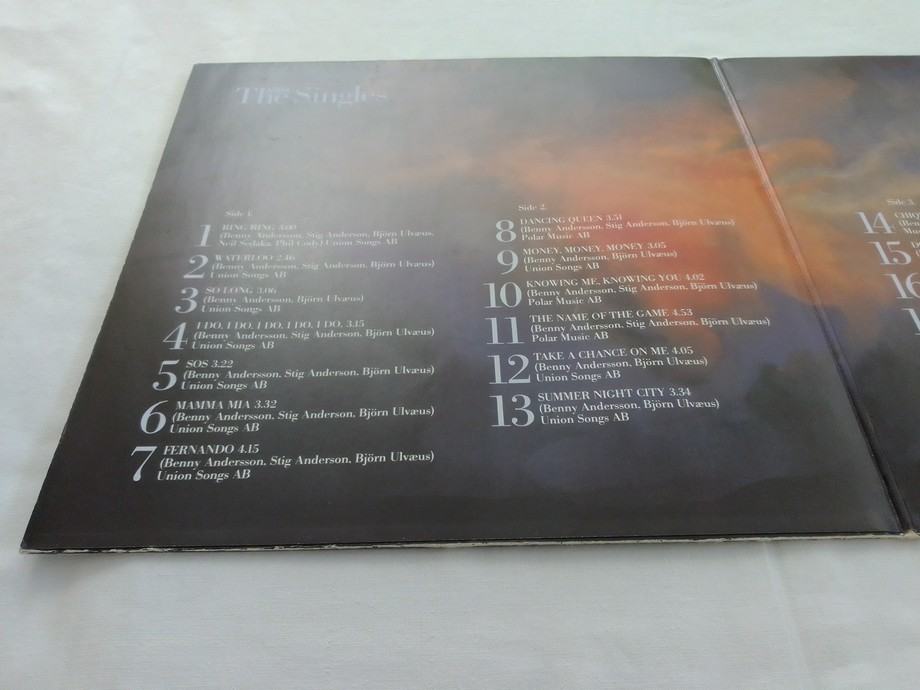 The Singles
Side 1.
1 RING RING 3.00
(Benny Andersson, Stig Anderson, Björn Ulvæus,
Neil Sedaka, Phil Cody) Union Songs AB
2 WATERLOO 2.46
(Benny Andersson, Stig Anderson, Björn Ulvæus)
Union Songs AB
3 SO LONG 3.06
(Benny Andersson, Björn Ulvæus)
Union Songs AB
4 I DO, I DO, I DO, I DO, I DO, 3.15
(Benny Andersson, Stig Anderson, Björn Ulvæus)
Union Songs AB
5 SOS 3.22
(Benny Andersson, Stig Anderson, Björn Ulvæus)
Union Songs AB
6 MAMMA MIA 3.32
(Benny Andersson, Stig Anderson, Björn Ulvæus)
Union Songs AB
7 FERNANDO 4.15
(Benny Andersson, Stig Anderson, Björn Ulvæus)
Union Songs AB
Side 2.
8 DANCING QUEEN 3.51
(Benny Andersson, Stig Anderson, Björn Ulvæus)
Polar Music AB
9 MONEY, MONEY, MONEY 3.05
(Benny Andersson, Björn Ulvæus)
Union Songs AB
10 KNOWING ME, KNOWING YOU 4.02
(Benny Andersson, Stig Anderson, Björn Ulvæus)
Polar Music AB
11 THE NAME OF THE GAME 4.53
(Benny Andersson, Stig Anderson, Björn Ulvæus)
Polar Music AB
12 TAKE A CHANCE ON ME 4.05
(Benny Andersson, Björn Ulvæus)
Union Songs AB
13 SUMMER NIGHT CITY 3.34
(Benny Andersson, Björn Ulvæus)
Union Songs AB
Side 3.
14 CHIQ
(Ben
Mus
15
16